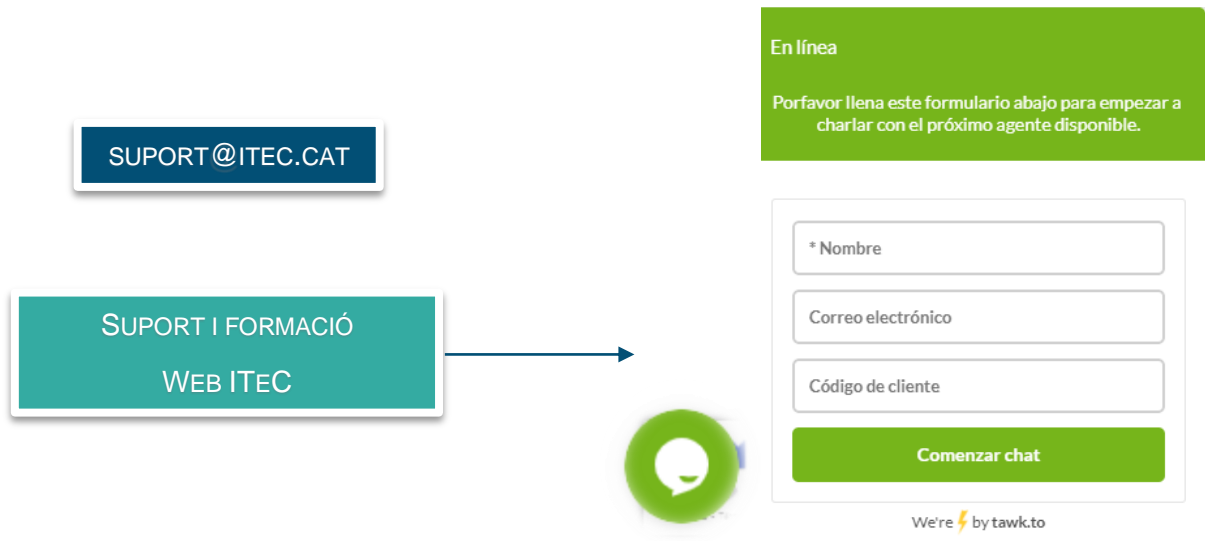 SUPORT@ITEC.CAT
SUPORT I FORMACIÓ
WEB ITEC
En línea
Porfavor llena este formulario abajo para empezar a
charlar con el próximo agente disponible.
* Nombre
Correo electrónico
Código de cliente
Comenzar chat
We're ⚡ by tawk.to